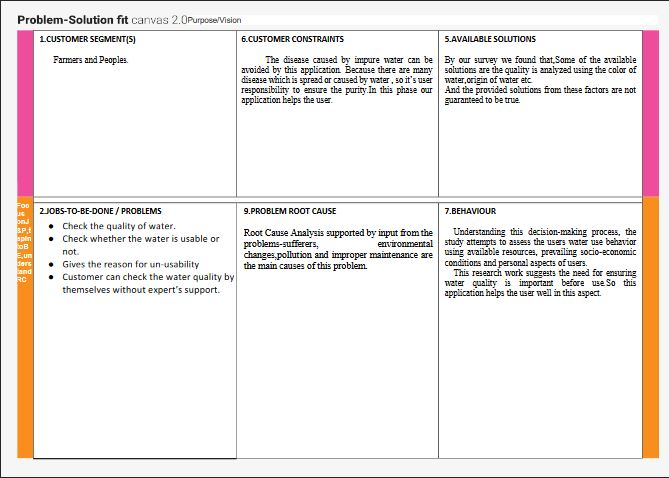 Problem-Solution fit canvas 2.0Purpose/Vision
1.CUSTOMER SEGMENT(S)
Farmers and Peoples.
6.CUSTOMER CONSTRAINTS
The disease caused by impure water can be
avoided by this application. Because there are many
disease which is spread or caused by water , so it's user
responsibility to ensure the purity.In this phase our
application helps the user.
5.AVAILABLE SOLUTIONS
By our survey we found that,Some of the available
solutions are the quality is analyzed using the color of
water,origin of water etc.
And the provided solutions from these factors are not
guaranteed to be true.
Foc
us
onJ
&P,t
apin
toB
E,un
ders
tand
RC
2.JOBS-TO-BE-DONE / PROBLEMS
● Check the quality of water.
● Check whether the water is usable or
not.
● Gives the reason for un-usability
● Customer can check the water quality by
themselves without expert's support.
9.PROBLEM ROOT CAUSE
Root Cause Analysis supported by input from the
problems-sufferers, environmental
changes,pollution and improper maintenance are
the main causes of this problem.
7.BEHAVIOUR
Understanding this decision-making process, the
study attempts to assess the users water use behavior
using available resources, prevailing socio-economic
conditions and personal aspects of users.
This research work suggests the need for ensuring
water quality is important before use.So this
application helps the user well in this aspect.